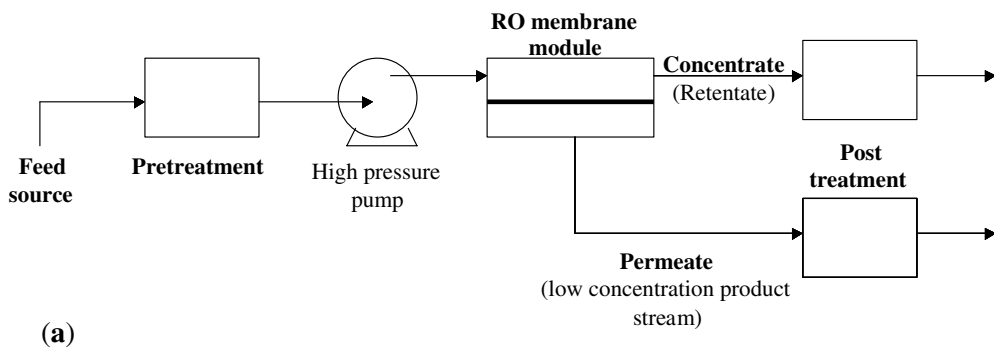 RO membrane
module
Concentrate
(Retentate)
Feed
source
Pretreatment
High pressure
pump
Post
treatment
Permeate
(low concentration product
stream)
(a)